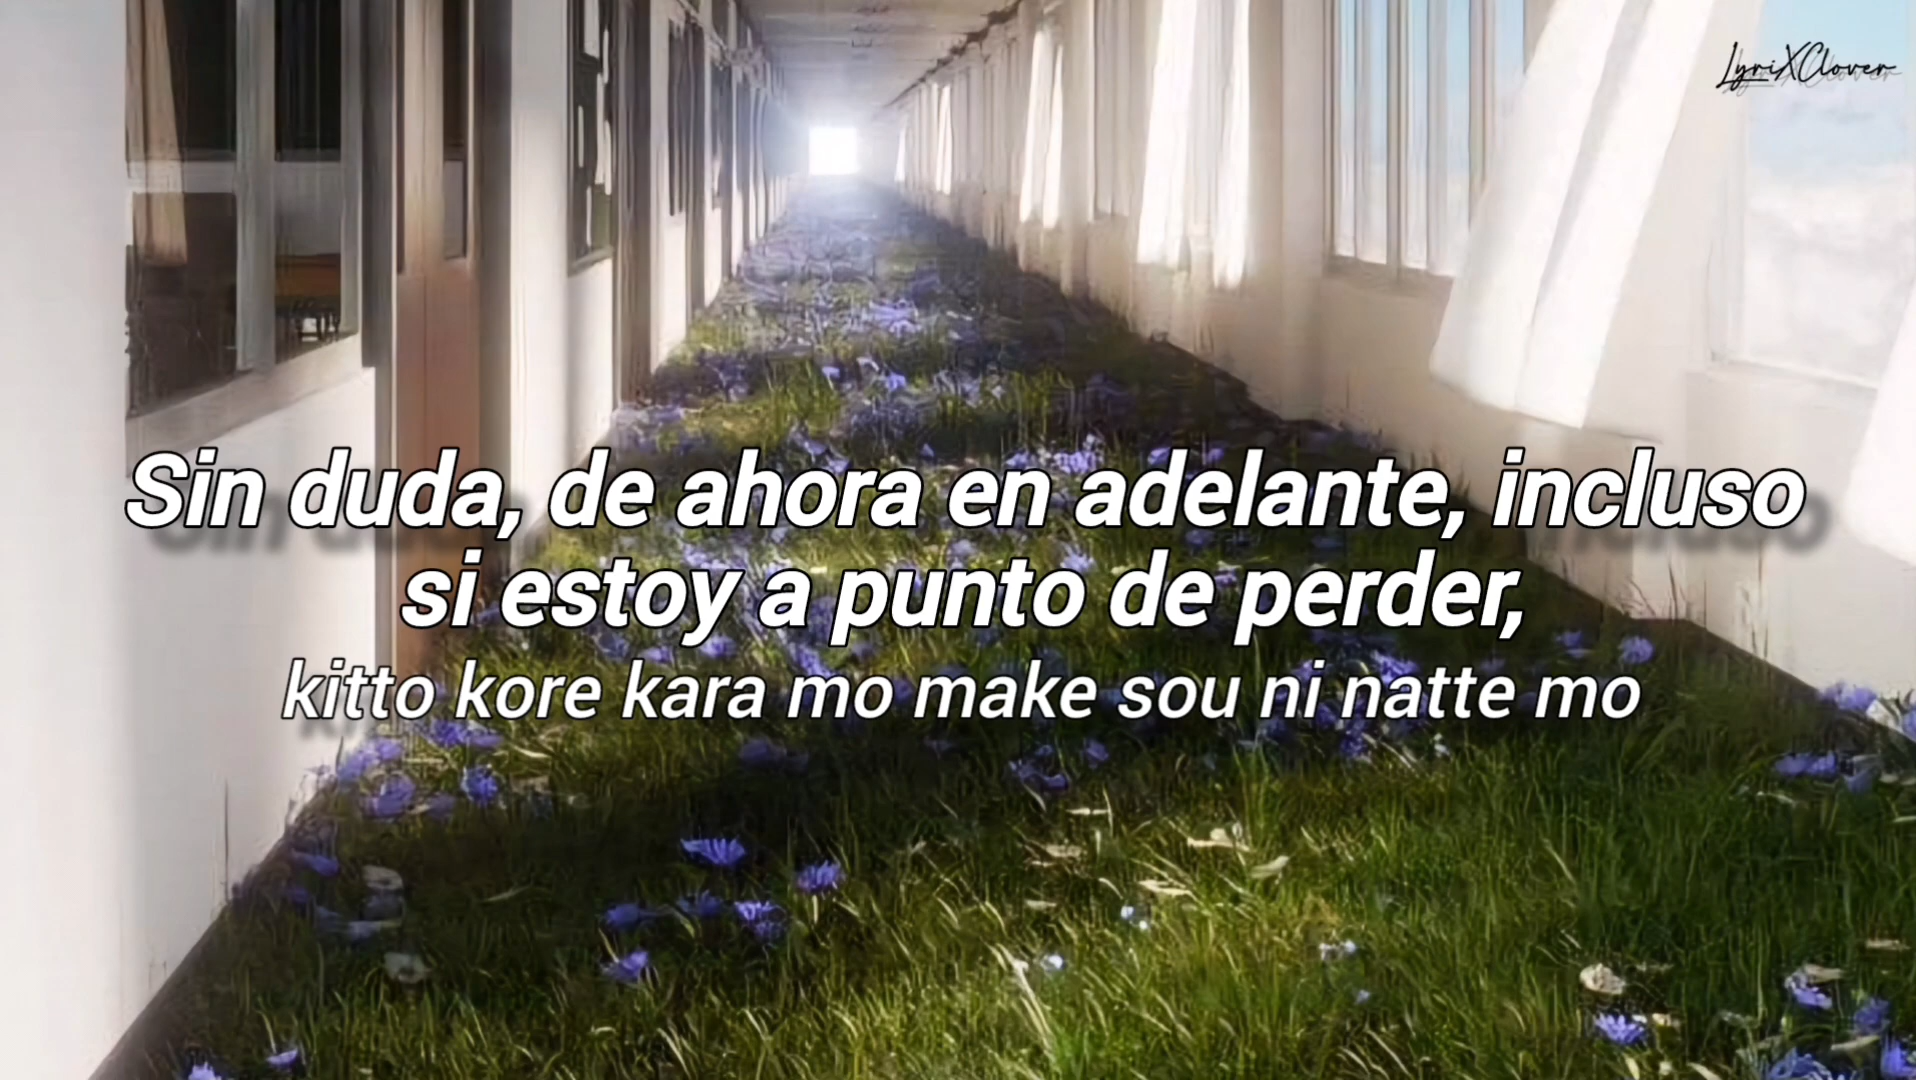 LyriXClover
Sin duda, de ahora en adelante, incluso
si estoy a punto de perder,
kitto kore kara mo make sou ni natte mo